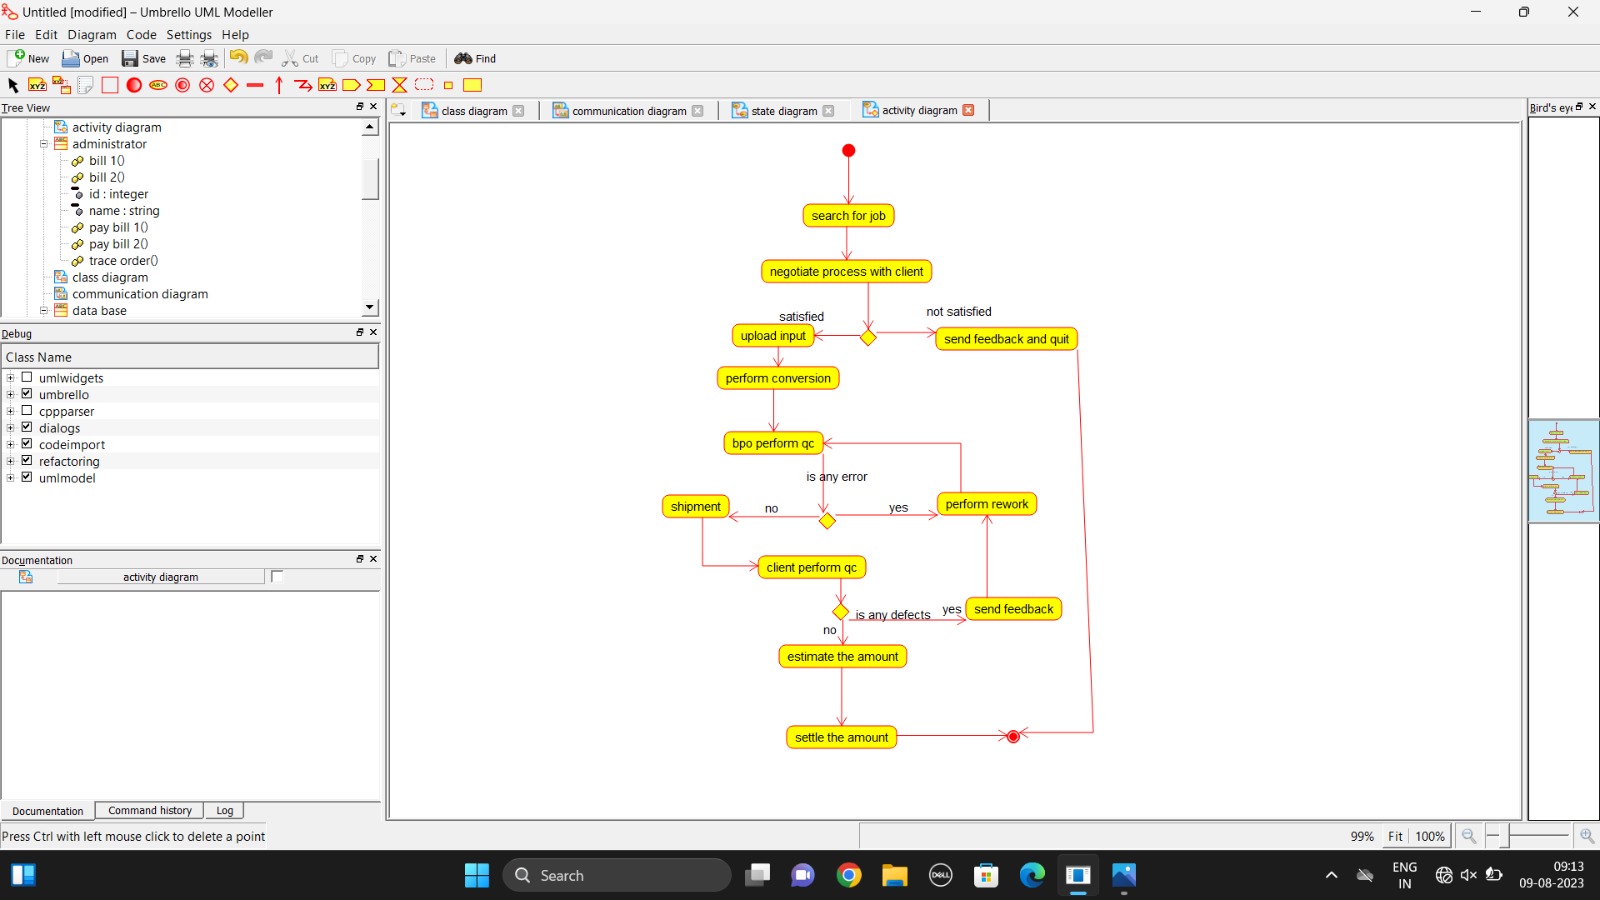 Untitled [modified] – Umbrello UML Modeller
File Edit Diagram Code Settings Help
New Open Save Cut Copy Paste Find
XYZ ABC XYZ
Tree View
class diagram communication diagram state diagram activity diagram
Bird's eye
activity diagram
administrator
bill 1()
bill 2()
id : integer
name : string
pay bill 1()
pay bill 2()
trace order()
class diagram
communication diagram
data base
Debug
Class Name
umlwidgets
umbrello
cppparser
dialogs
codeimport
refactoring
umlmodel
Documentation
activity diagram
search for job
negotiate process with client
satisfied
not satisfied
upload input
send feedback and quit
perform conversion
bpo perform qc
is any error
shipment
no
yes
perform rework
client perform qc
is any defects
yes
send feedback
no
estimate the amount
settle the amount
Documentation Command history Log
Press Ctrl with left mouse click to delete a point
99% Fit 100%
Search
DELL
ENG
IN
09:13
09-08-2023